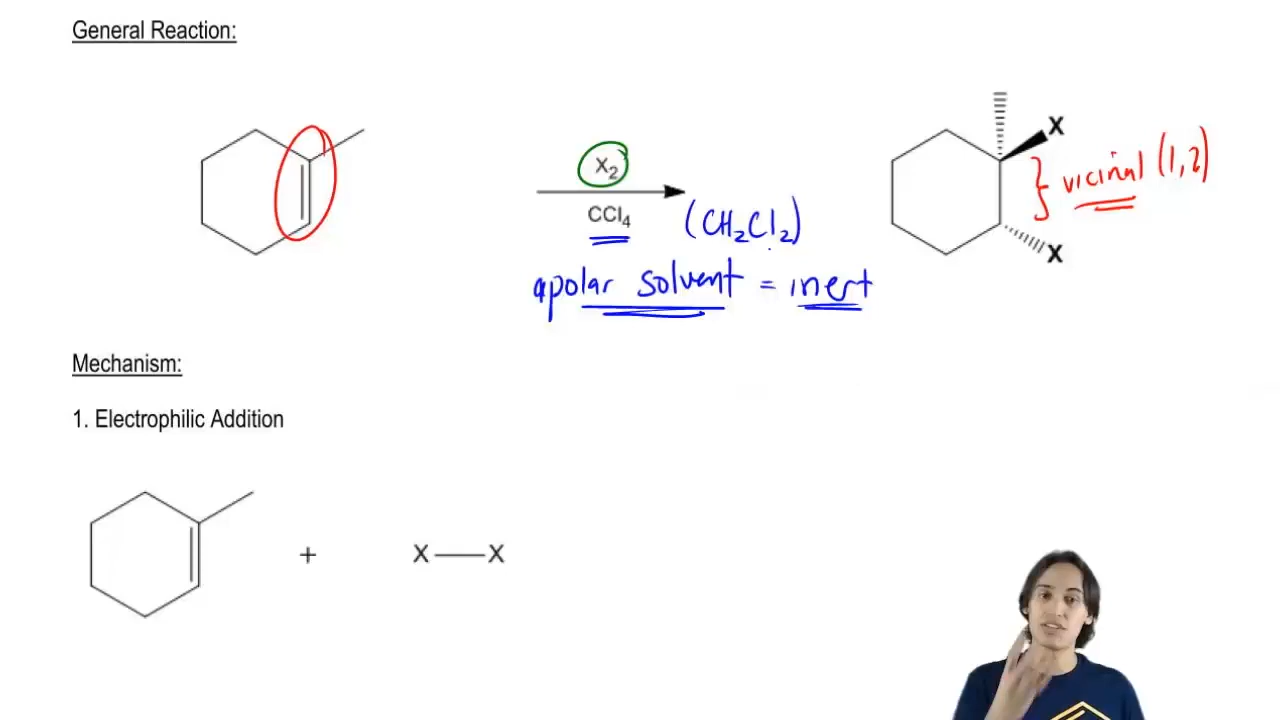 General Reaction:
X₂
CCl₄
(CH₂Cl₂)
apolar solvent = inert
X
} vicinal (1,2)
X
Mechanism:
1. Electrophilic Addition
+ X—X